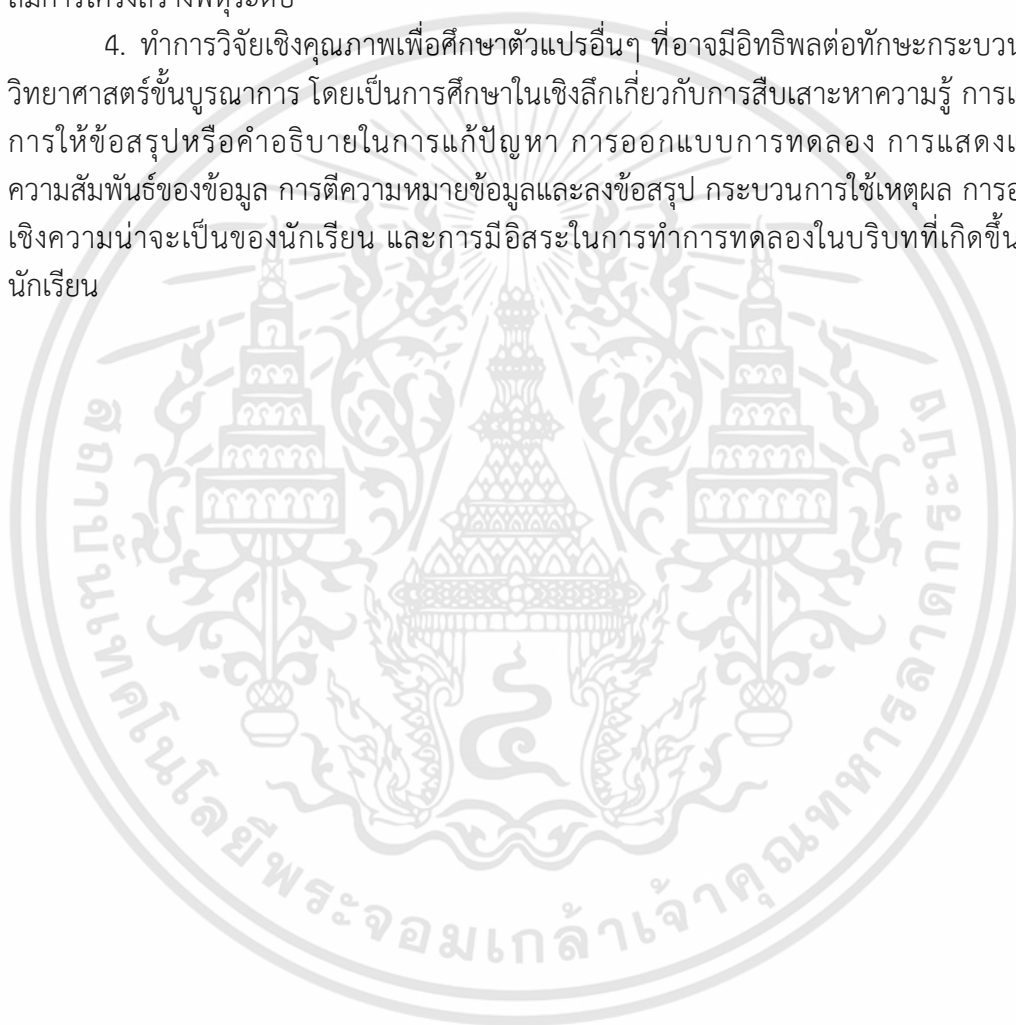 4. ทำการวิจัยเชิงคุณภาพเพื่อศึกษาตัวแปรอื่นๆ ที่อาจมีอิทธิพลต่อทักษะกระบวน
วิทยาศาสตร์ขั้นบูรณาการ โดยเป็นการศึกษาในเชิงลึกเกี่ยวกับการสืบเสาะหาความรู้
การให้ข้อสรุปหรือคำอธิบายในการแก้ปัญหา การออกแบบการทดลอง การแสดง
ความสัมพันธ์ของข้อมูล การตีความหมายข้อมูลและลงข้อสรุป กระบวนการใช้เหตุผล
เชิงความน่าจะเป็นของนักเรียน และการมีอิสระในการทำการทดลองในบริบทที่เกิดขึ้น
นักเรียน
สถาบันเทคโนโลยีพระจอมเกล้าเจ้าคุณทหารลาดกระบัง